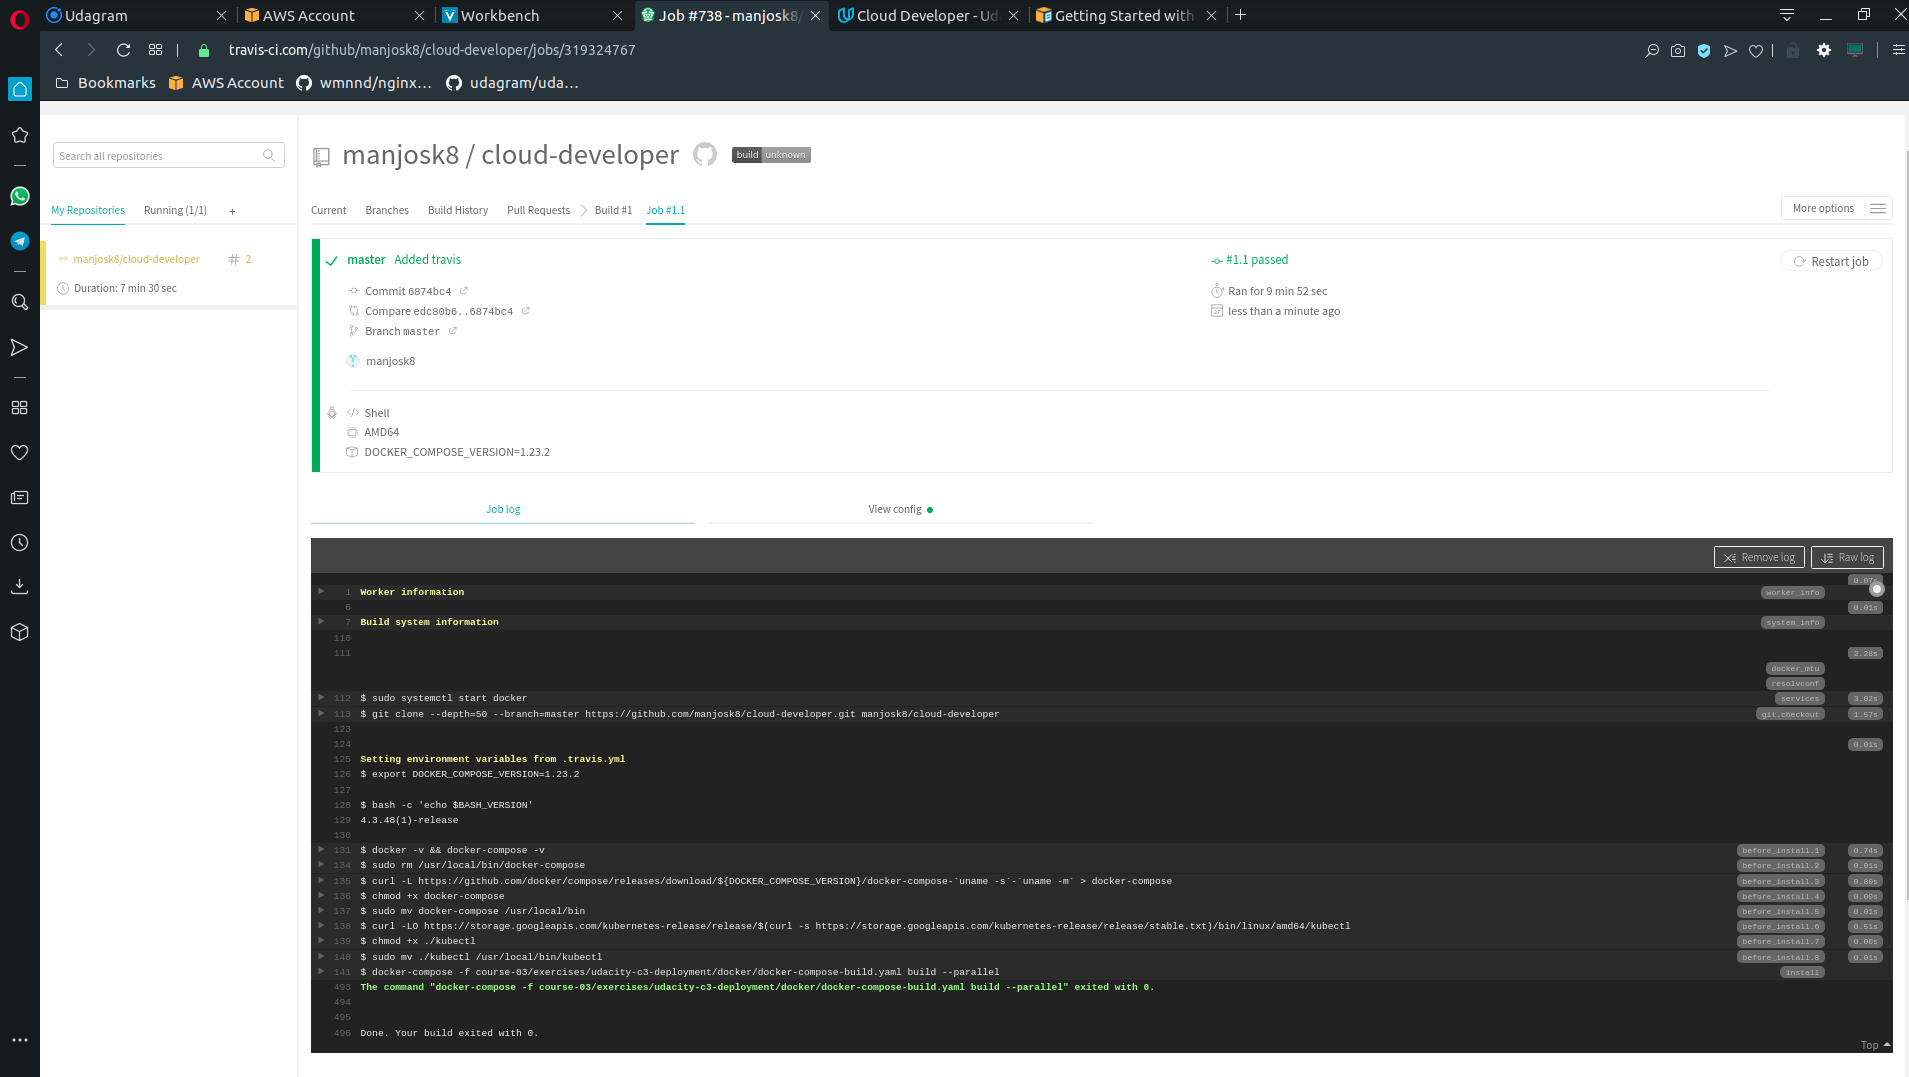 Udagram
AWS Account
Workbench
Job #738 - manjosk8/
Cloud Developer - Ud
Getting Started with
travis-ci.com/github/manjosk8/cloud-developer/jobs/319324767
Bookmarks
AWS Account
wmnnd/nginx...
udagram/uda...
Search all repositories
manjosk8 / cloud-developer
build unknown
My Repositories
Running (1/1)
+
Current
Branches
Build History
Pull Requests
Build #1
Job #1.1
More options
manjosk8/cloud-developer
# 2
Duration: 7 min 30 sec
master Added travis
#1.1 passed
Restart job
Commit 6874bc4
Ran for 9 min 52 sec
Compare edc80b6..6874bc4
less than a minute ago
Branch master
manjosk8
Shell
AMD64
DOCKER_COMPOSE_VERSION=1.23.2
Job log
View config
Remove log
Raw log
0.07s
1 Worker information worker_info
6 0.01s
7 Build system information system_info
110
111 2.28s
docker_mtu
resolvconf
112 $ sudo systemctl start docker services 3.02s
113 $ git clone --depth=50 --branch=master https://github.com/manjosk8/cloud-developer.git manjosk8/cloud-developer git.checkout 1.57s
123
124 0.01s
125 Setting environment variables from .travis.yml
126 $ export DOCKER_COMPOSE_VERSION=1.23.2
127
128 $ bash -c 'echo $BASH_VERSION'
129 4.3.48(1)-release
130
131 $ docker -v && docker-compose -v before_install.1 0.74s
134 $ sudo rm /usr/local/bin/docker-compose before_install.2 0.01s
135 $ curl -L https://github.com/docker/compose/releases/download/${DOCKER_COMPOSE_VERSION}/docker-compose-`uname -s`-`uname -m` > docker-compose before_install.3 0.80s
136 $ chmod +x docker-compose before_install.4 0.00s
137 $ sudo mv docker-compose /usr/local/bin before_install.5 0.01s
138 $ curl -LO https://storage.googleapis.com/kubernetes-release/release/$(curl -s https://storage.googleapis.com/kubernetes-release/release/stable.txt)/bin/linux/amd64/kubectl before_install.6 0.51s
139 $ chmod +x ./kubectl before_install.7 0.00s
140 $ sudo mv ./kubectl /usr/local/bin/kubectl before_install.8 0.01s
141 $ docker-compose -f course-03/exercises/udacity-c3-deployment/docker/docker-compose-build.yaml build --parallel install
493 The command "docker-compose -f course-03/exercises/udacity-c3-deployment/docker/docker-compose-build.yaml build --parallel" exited with 0.
494
495
496 Done. Your build exited with 0.
Top